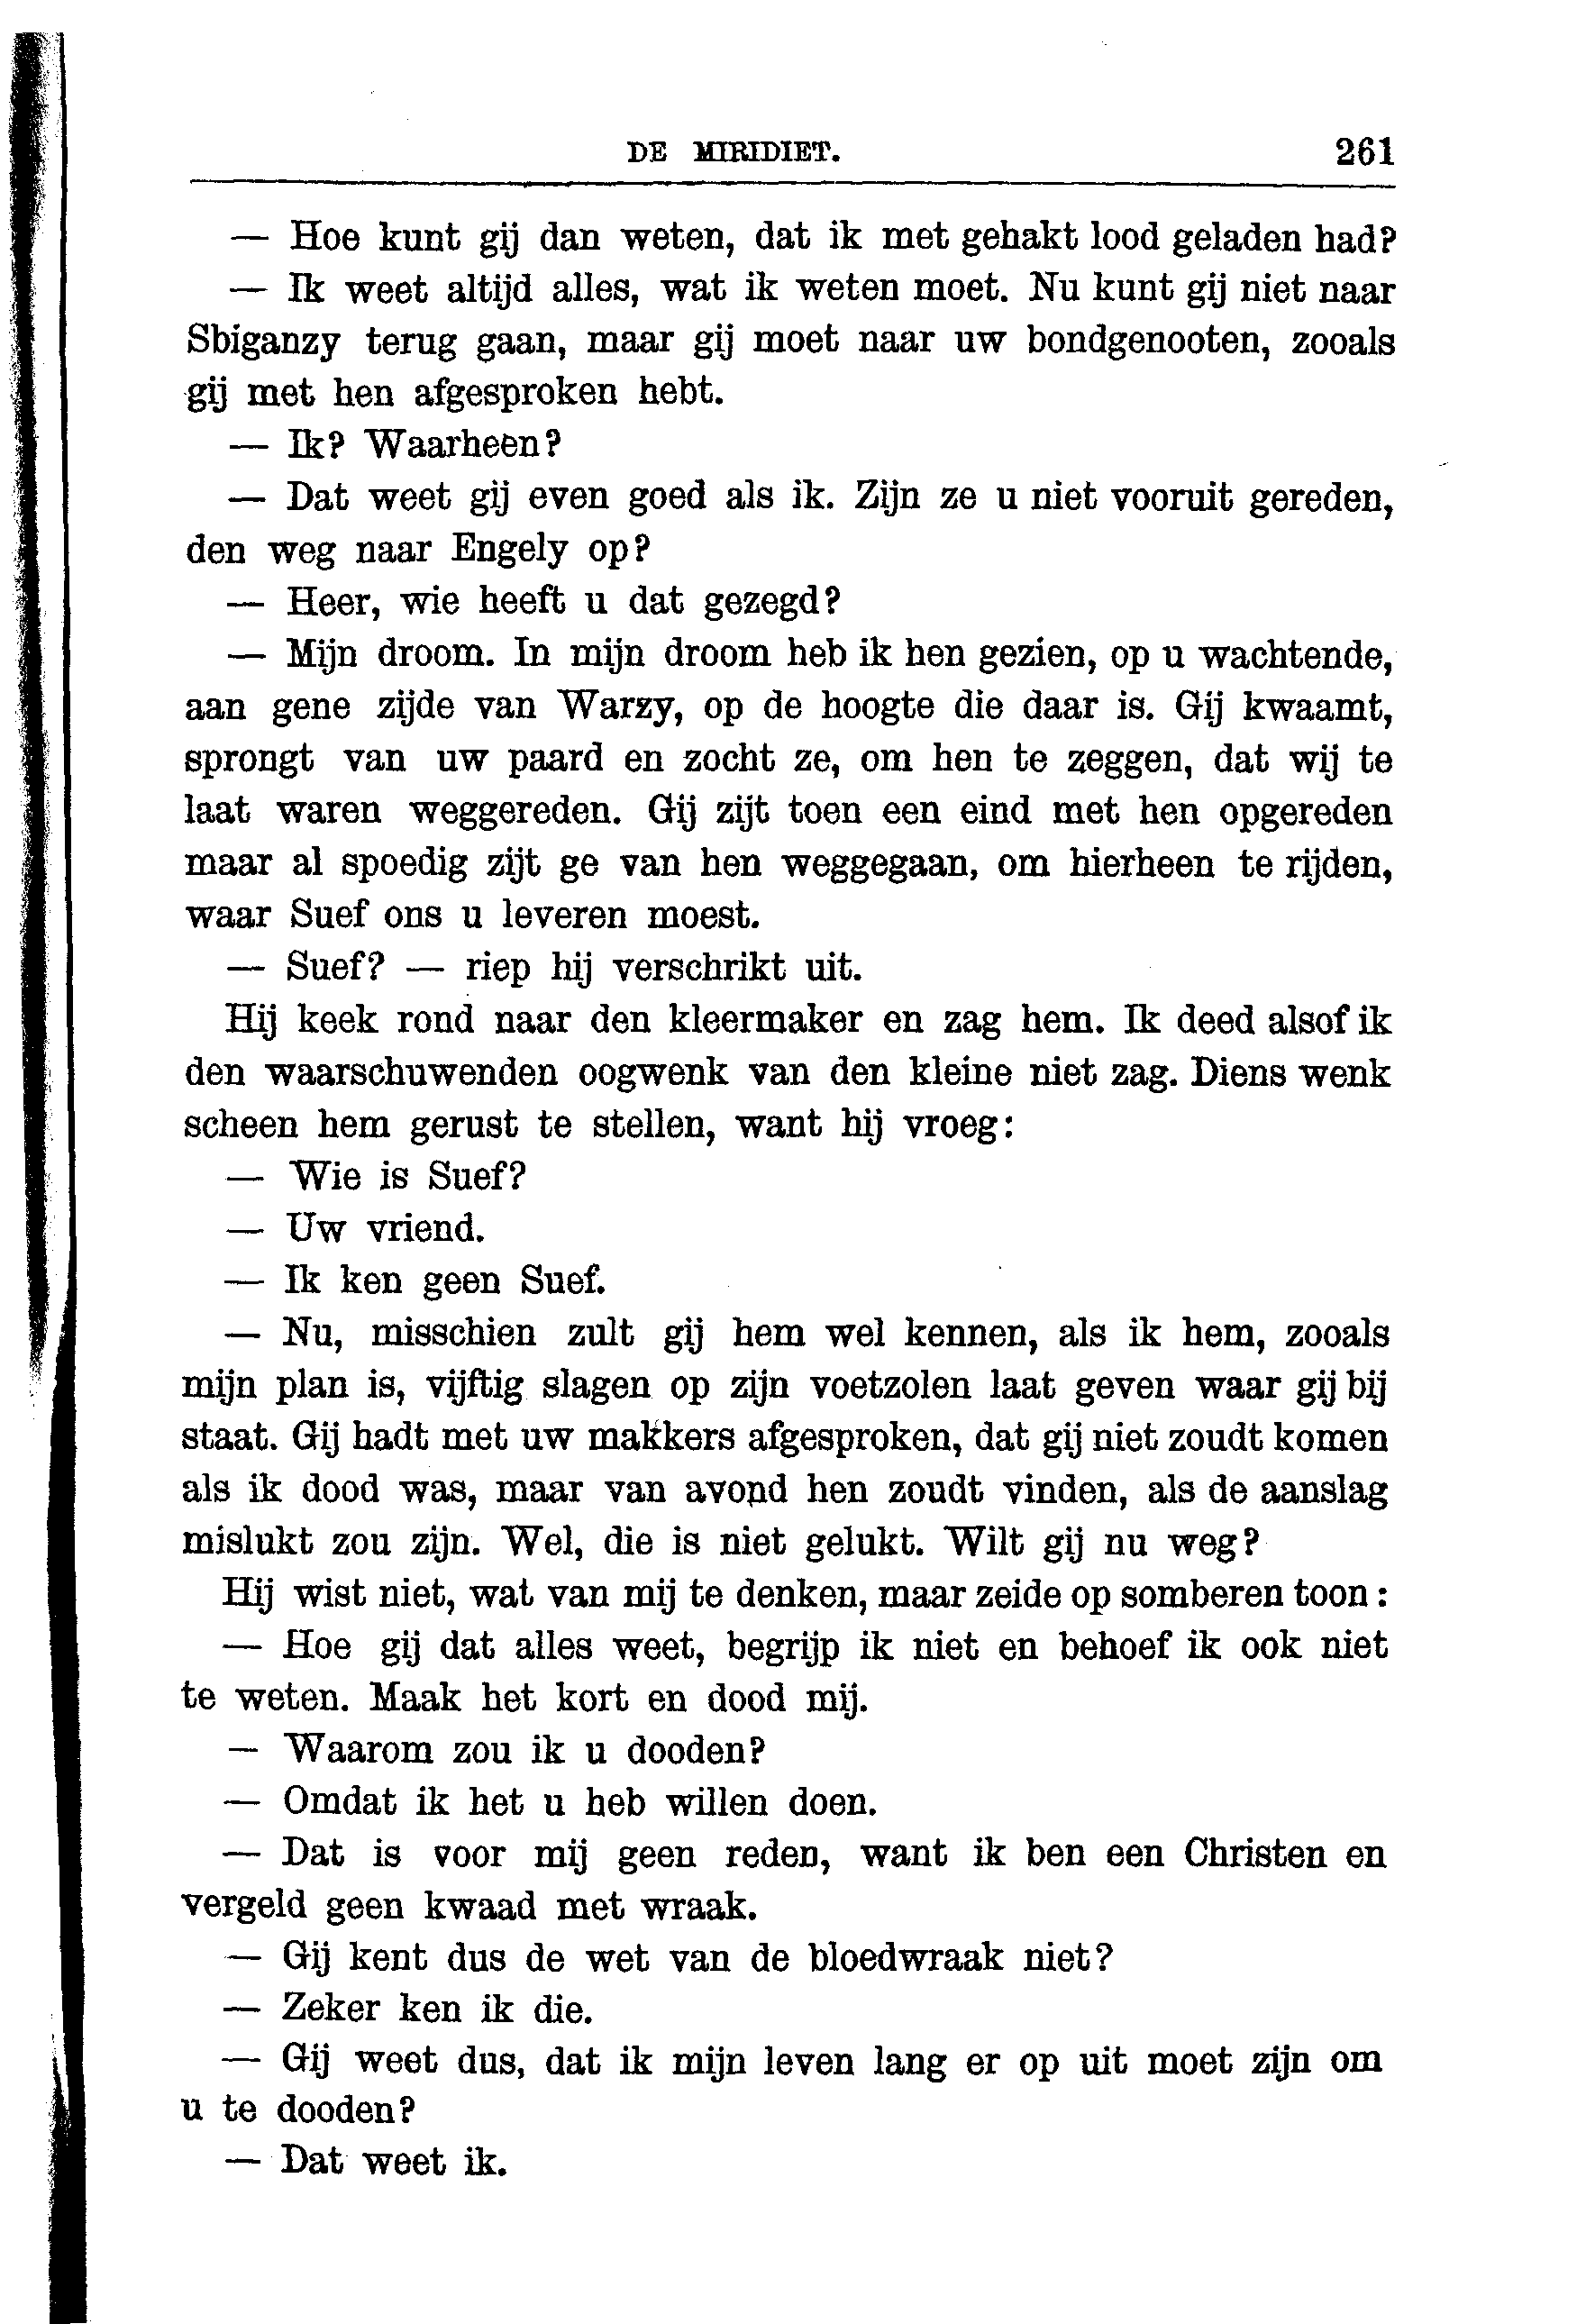 DE MIRIDIET. 261
— Hoe kunt gij dan weten, dat ik met gehakt lood geladen had?
— Ik weet altijd alles, wat ik weten moet. Nu kunt gij niet naar
Sbiganzy terug gaan, maar gij moet naar uw bondgenooten, zooals
gij met hen afgesproken hebt.
— Ik? Waarheen?
— Dat weet gij even goed als ik. Zijn ze u niet vooruit gereden,
den weg naar Engely op?
— Heer, wie heeft u dat gezegd?
— Mijn droom. In mijn droom heb ik hen gezien, op u wachtende,
aan gene zijde van Warzy, op de hoogte die daar is. Gij kwaamt,
sprongt van uw paard en zocht ze, om hen te zeggen, dat wij te
laat waren weggereden. Gij zijt toen een eind met hen opgereden
maar al spoedig zijt ge van hen weggegaan, om hierheen te rijden,
waar Suef ons u leveren moest.
— Suef? — riep hij verschrikt uit.
Hij keek rond naar den kleermaker en zag hem. Ik deed alsof ik
den waarschuwenden oogwenk van den kleine niet zag. Diens wenk
scheen hem gerust te stellen, want hij vroeg:
— Wie is Suef?
— Uw vriend.
— Ik ken geen Suef.
— Nu, misschien zult gij hem wel kennen, als ik hem, zooals
mijn plan is, vijftig slagen op zijn voetzolen laat geven waar gij bij
staat. Gij hadt met uw makkers afgesproken, dat gij niet zoudt komen
als ik dood was, maar van avond hen zoudt vinden, als de aanslag
mislukt zou zijn. Wel, die is niet gelukt. Wilt gij nu weg?
Hij wist niet, wat van mij te denken, maar zeide op somberen toon:
— Hoe gij dat alles weet, begrijp ik niet en behoef ik ook niet
te weten. Maak het kort en dood mij.
— Waarom zou ik u dooden?
— Omdat ik het u heb willen doen.
— Dat is voor mij geen reden, want ik ben een Christen en
vergeld geen kwaad met wraak.
— Gij kent dus de wet van de bloedwraak niet?
— Zeker ken ik die.
— Gij weet dus, dat ik mijn leven lang er op uit moet zijn om
u te dooden?
— Dat weet ik.